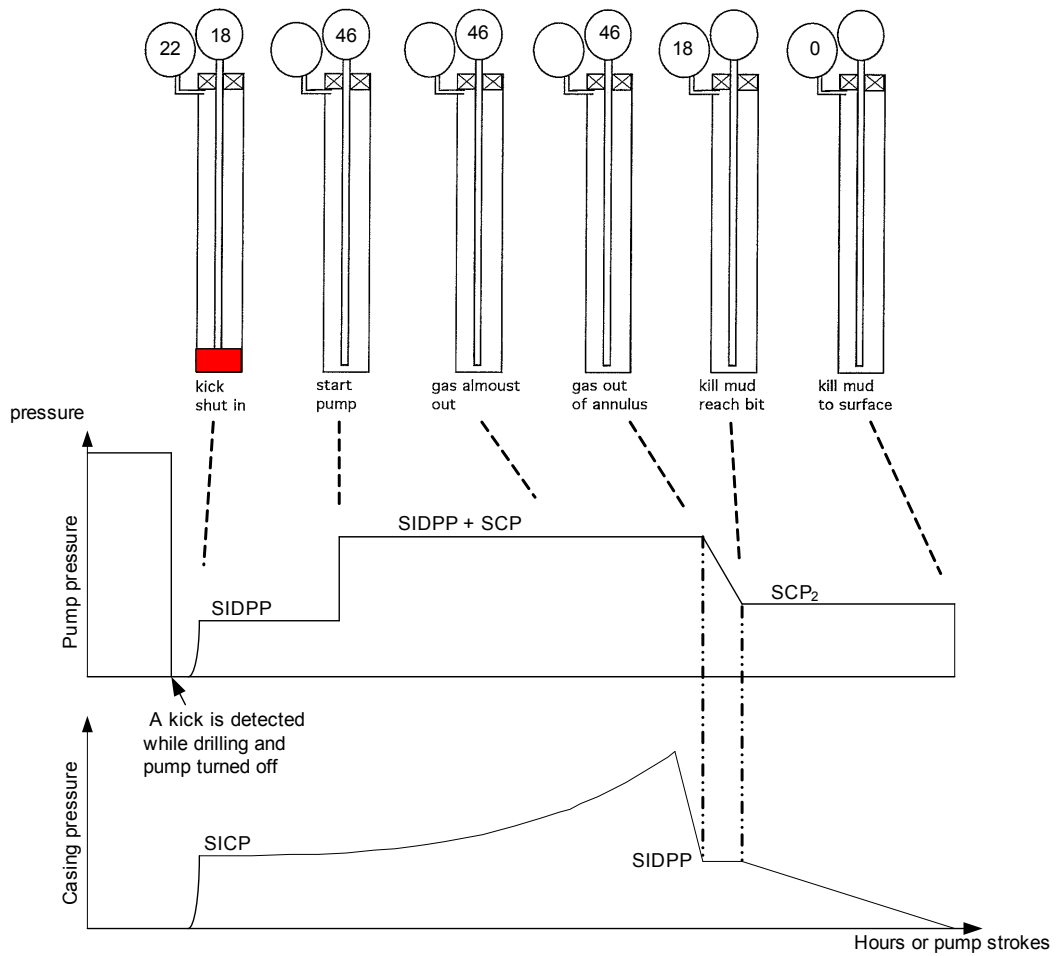 22
18
46
46
46
18
0
kick
shut in
start
pump
gas almoust
out
gas out
of annulus
kill mud
reach bit
kill mud
to surface
pressure
Pump pressure
SIDPP
SIDPP + SCP
SCP₂
A kick is detected
while drilling and
pump turned off
Casing pressure
SICP
SIDPP
Hours or pump strokes